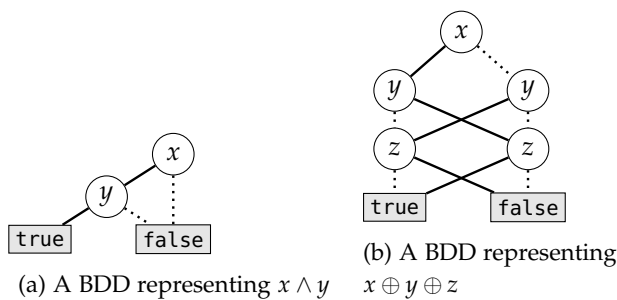 x
y
true
false
(a) A BDD representing x ∧ y
x
y
y
z
z
true
false
(b) A BDD representing
x ⊕ y ⊕ z